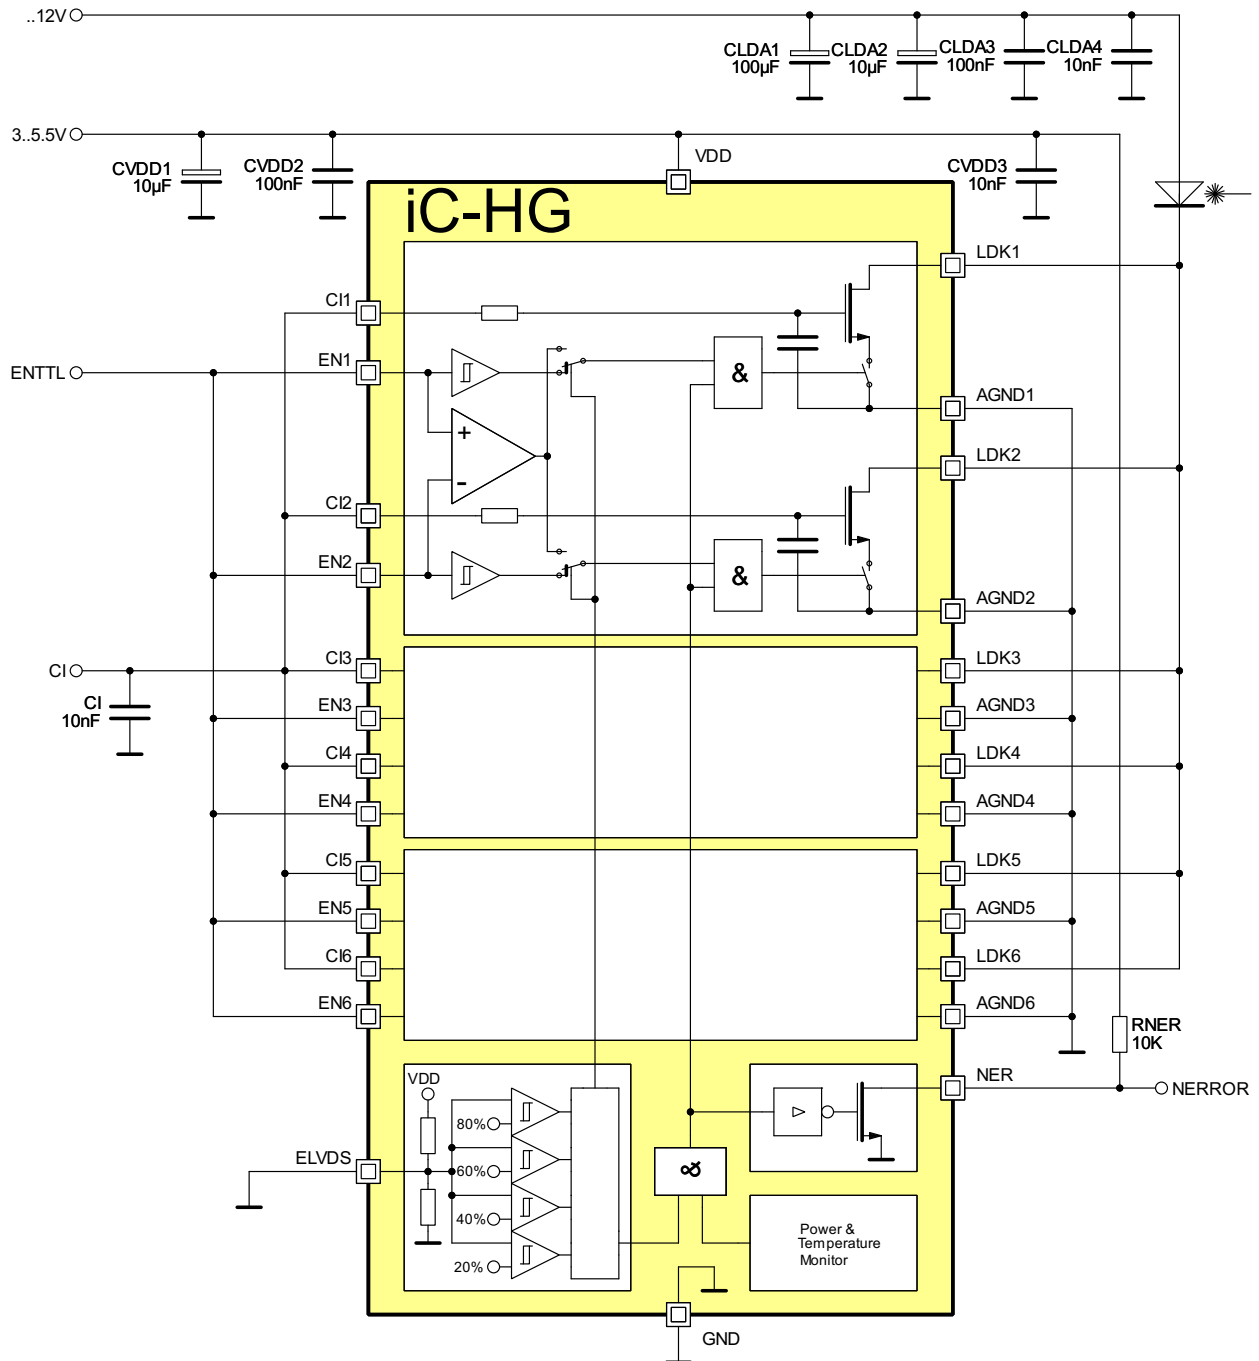 ..12V
CLDA1
100µF
CLDA2
10µF
CLDA3
100nF
CLDA4
10nF
3..5.5V
CVDD1
10µF
CVDD2
100nF
VDD
CVDD3
10nF
iC-HG
LDK1
CI1
EN1
ENTTL
&
AGND1
+
-
LDK2
CI2
EN2
&
AGND2
CI
CI
10nF
CI3
LDK3
EN3
AGND3
CI4
LDK4
EN4
AGND4
CI5
LDK5
EN5
AGND5
CI6
LDK6
EN6
AGND6
RNER
10K
NER
NERROR
VDD
80%
ELVDS
60%
&
40%
20%
Power &
Temperature
Monitor
GND